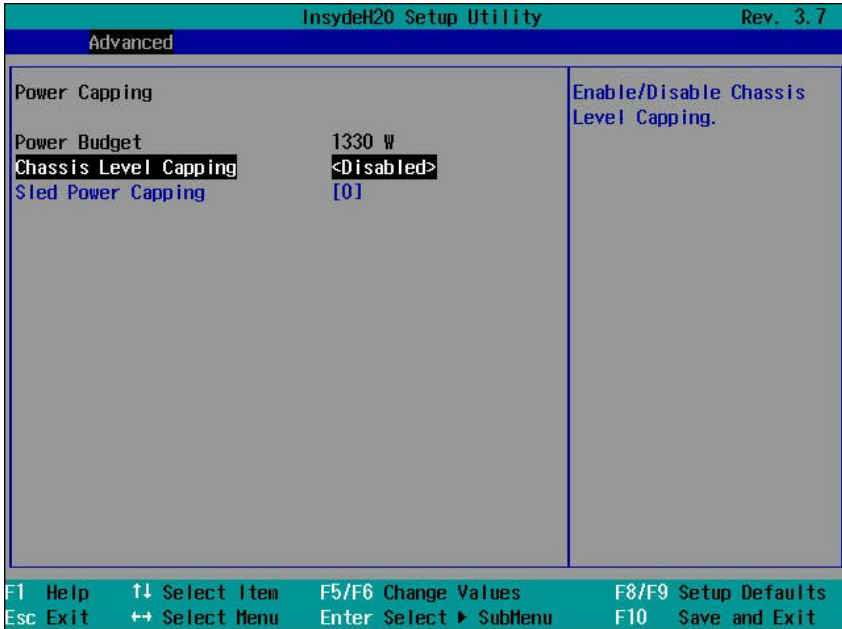 InsydeH20 Setup Utility Rev. 3.7
Advanced
Power Capping
Power Budget 1330 W
Chassis Level Capping <Disabled>
Sled Power Capping [0]
Enable/Disable Chassis
Level Capping.
F1 Help ↑↓ Select Item F5/F6 Change Values F8/F9 Setup Defaults
Esc Exit ↔ Select Menu Enter Select ▶ SubMenu F10 Save and Exit